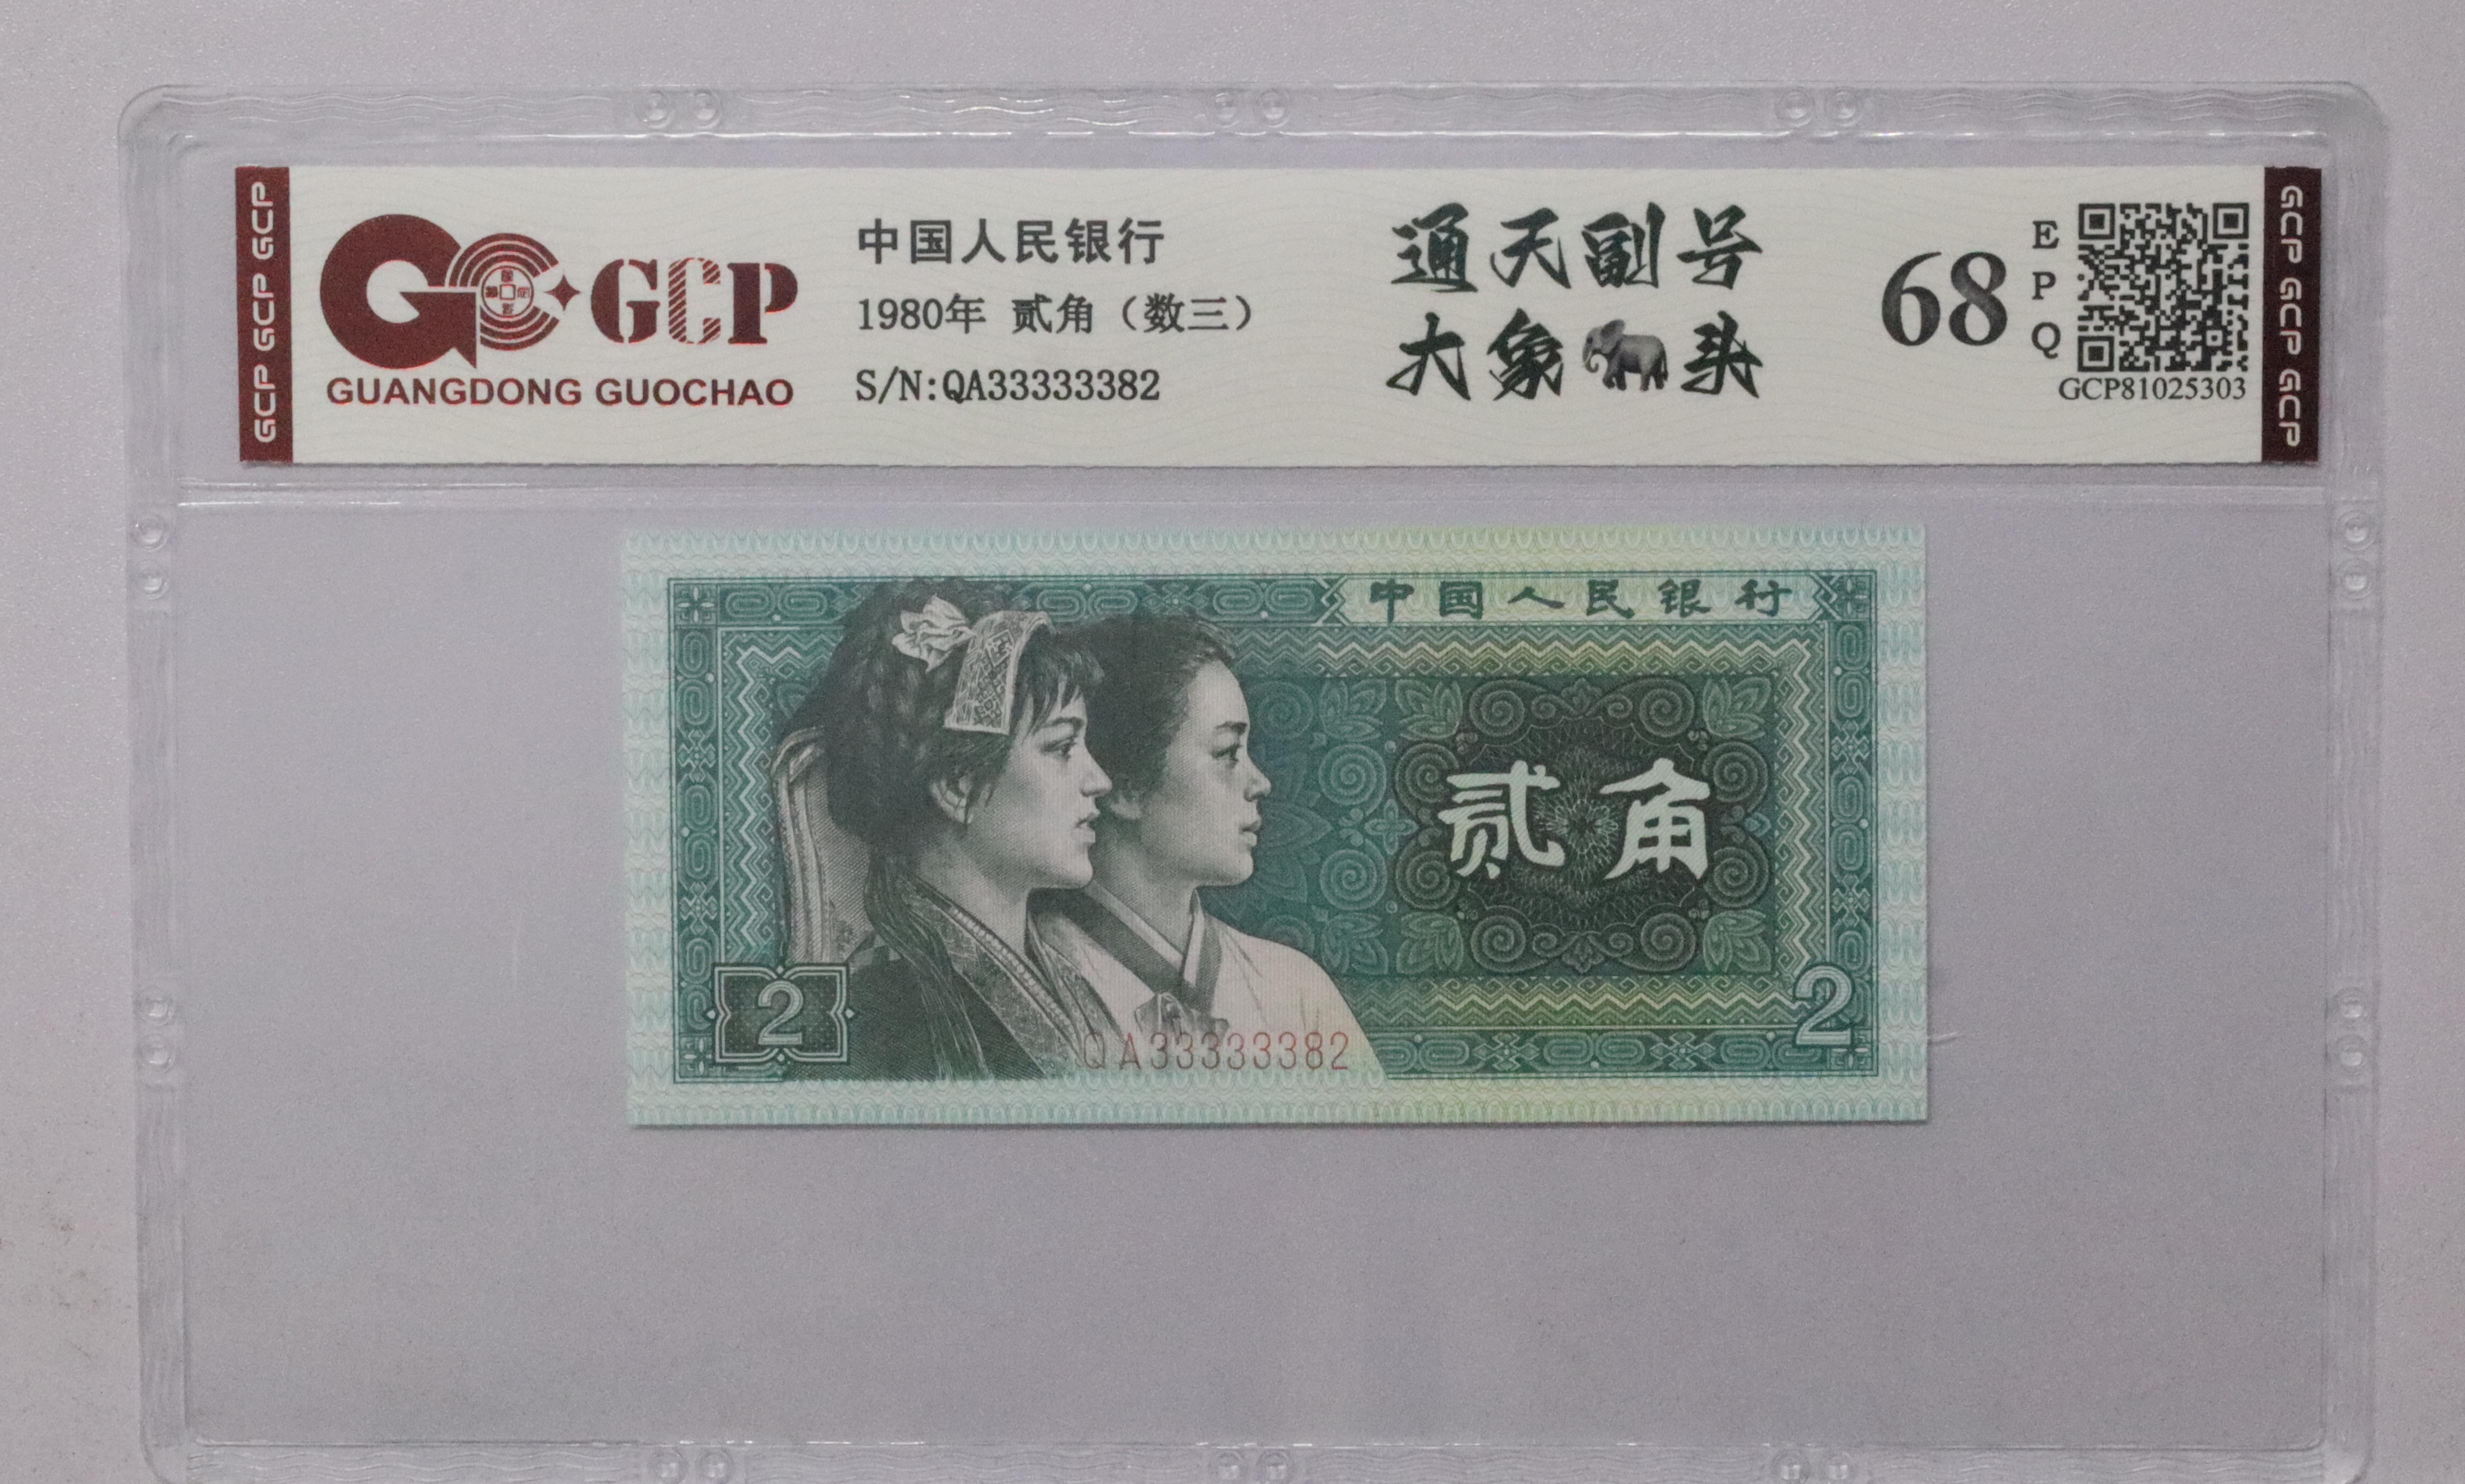 GCP GCP GCP
GCP
GUANGDONG GUOCHAO
中国人民银行
1980年 贰角（数三）
S/N:QA33333382
通天副号
大象🐘头
68
EPQ
GCP81025303
GCP GCP GCP
中国人民银行
贰角
2
2
QA33333382